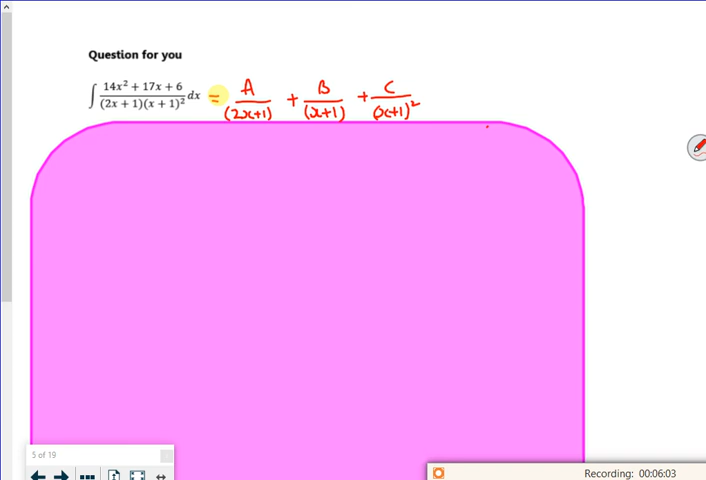 Question for you
∫ 14x² + 17x + 6 / (2x + 1)(x + 1)² dx = A / (2x+1) + B / (x+1) + C / (x+1)²
5 of 19
Recording: 00:06:03